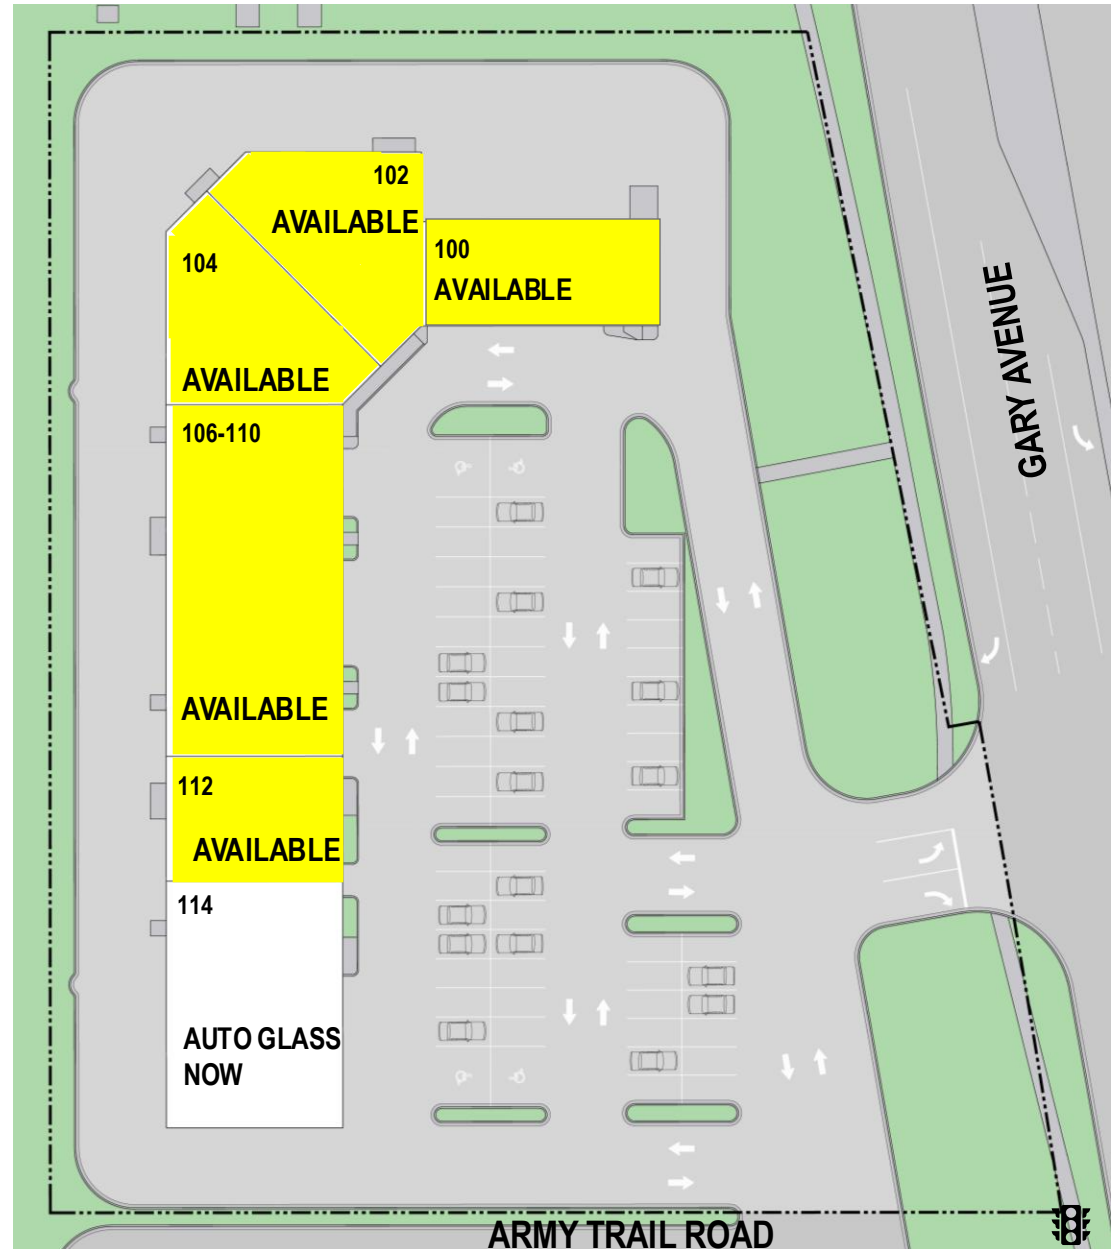 102
AVAILABLE
100
AVAILABLE
104
AVAILABLE
106-110
AVAILABLE
112
AVAILABLE
114
AUTO GLASS
NOW
GARY AVENUE
ARMY TRAIL ROAD